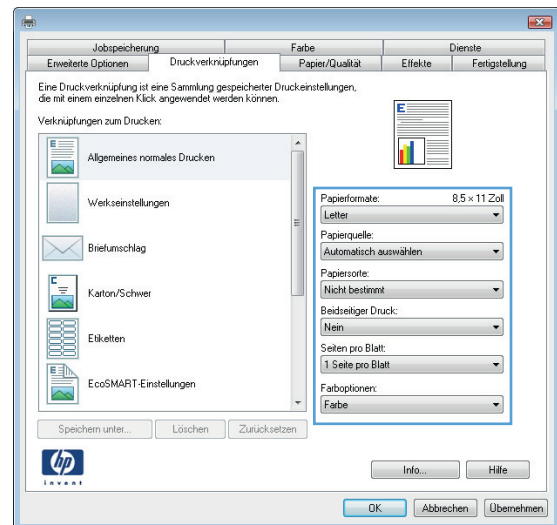 Jobspeicherung Farbe Dienste
Erweiterte Optionen Druckverknüpfungen Papier/Qualität Effekte Fertigstellung
Eine Druckverknüpfung ist eine Sammlung gespeicherter Druckeinstellungen,
die mit einem einzelnen Klick angewendet werden können.
Verknüpfungen zum Drucken:
Allgemeines normales Drucken
Werkseinstellungen
Briefumschlag
Karton/Schwer
Etiketten
EcoSMART-Einstellungen
Speichern unter... Löschen Zurücksetzen
E
Papierformate: 8,5 × 11 Zoll
Letter
Papierquelle:
Automatisch auswählen
Papiersorte:
Nicht bestimmt
Beidseitiger Druck:
Nein
Seiten pro Blatt:
1 Seite pro Blatt
Farboptionen:
Farbe
hp
invent
Info... Hilfe
OK Abbrechen Übernehmen